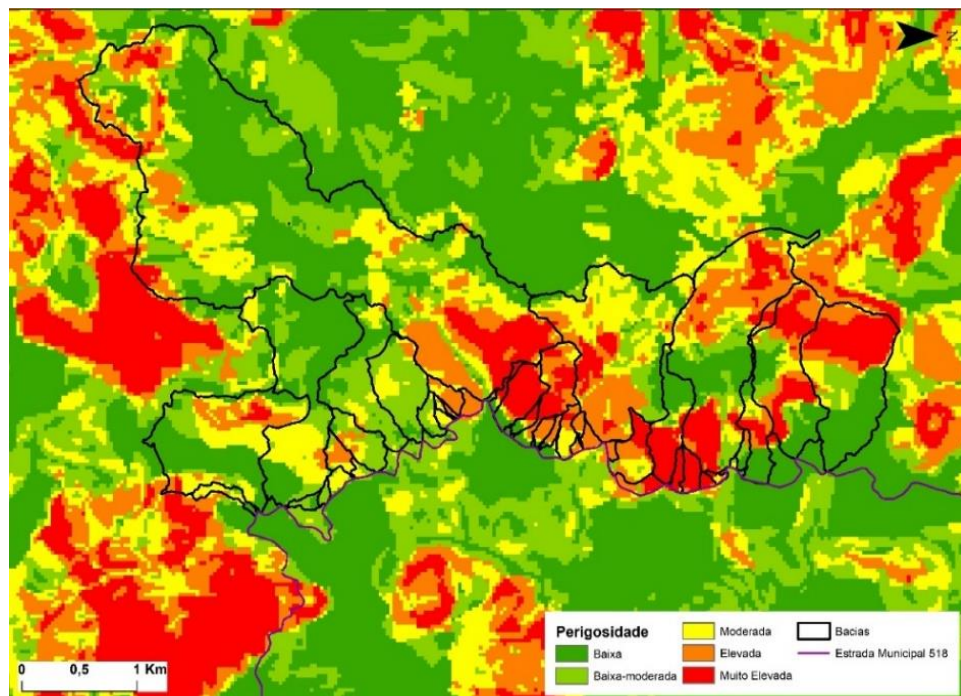 Z
Perigosidade
Baixa
Baixa-moderada
Moderada
Elevada
Muito Elevada
Bacias
Estrada Municipal 518
0 0,5 1 Km